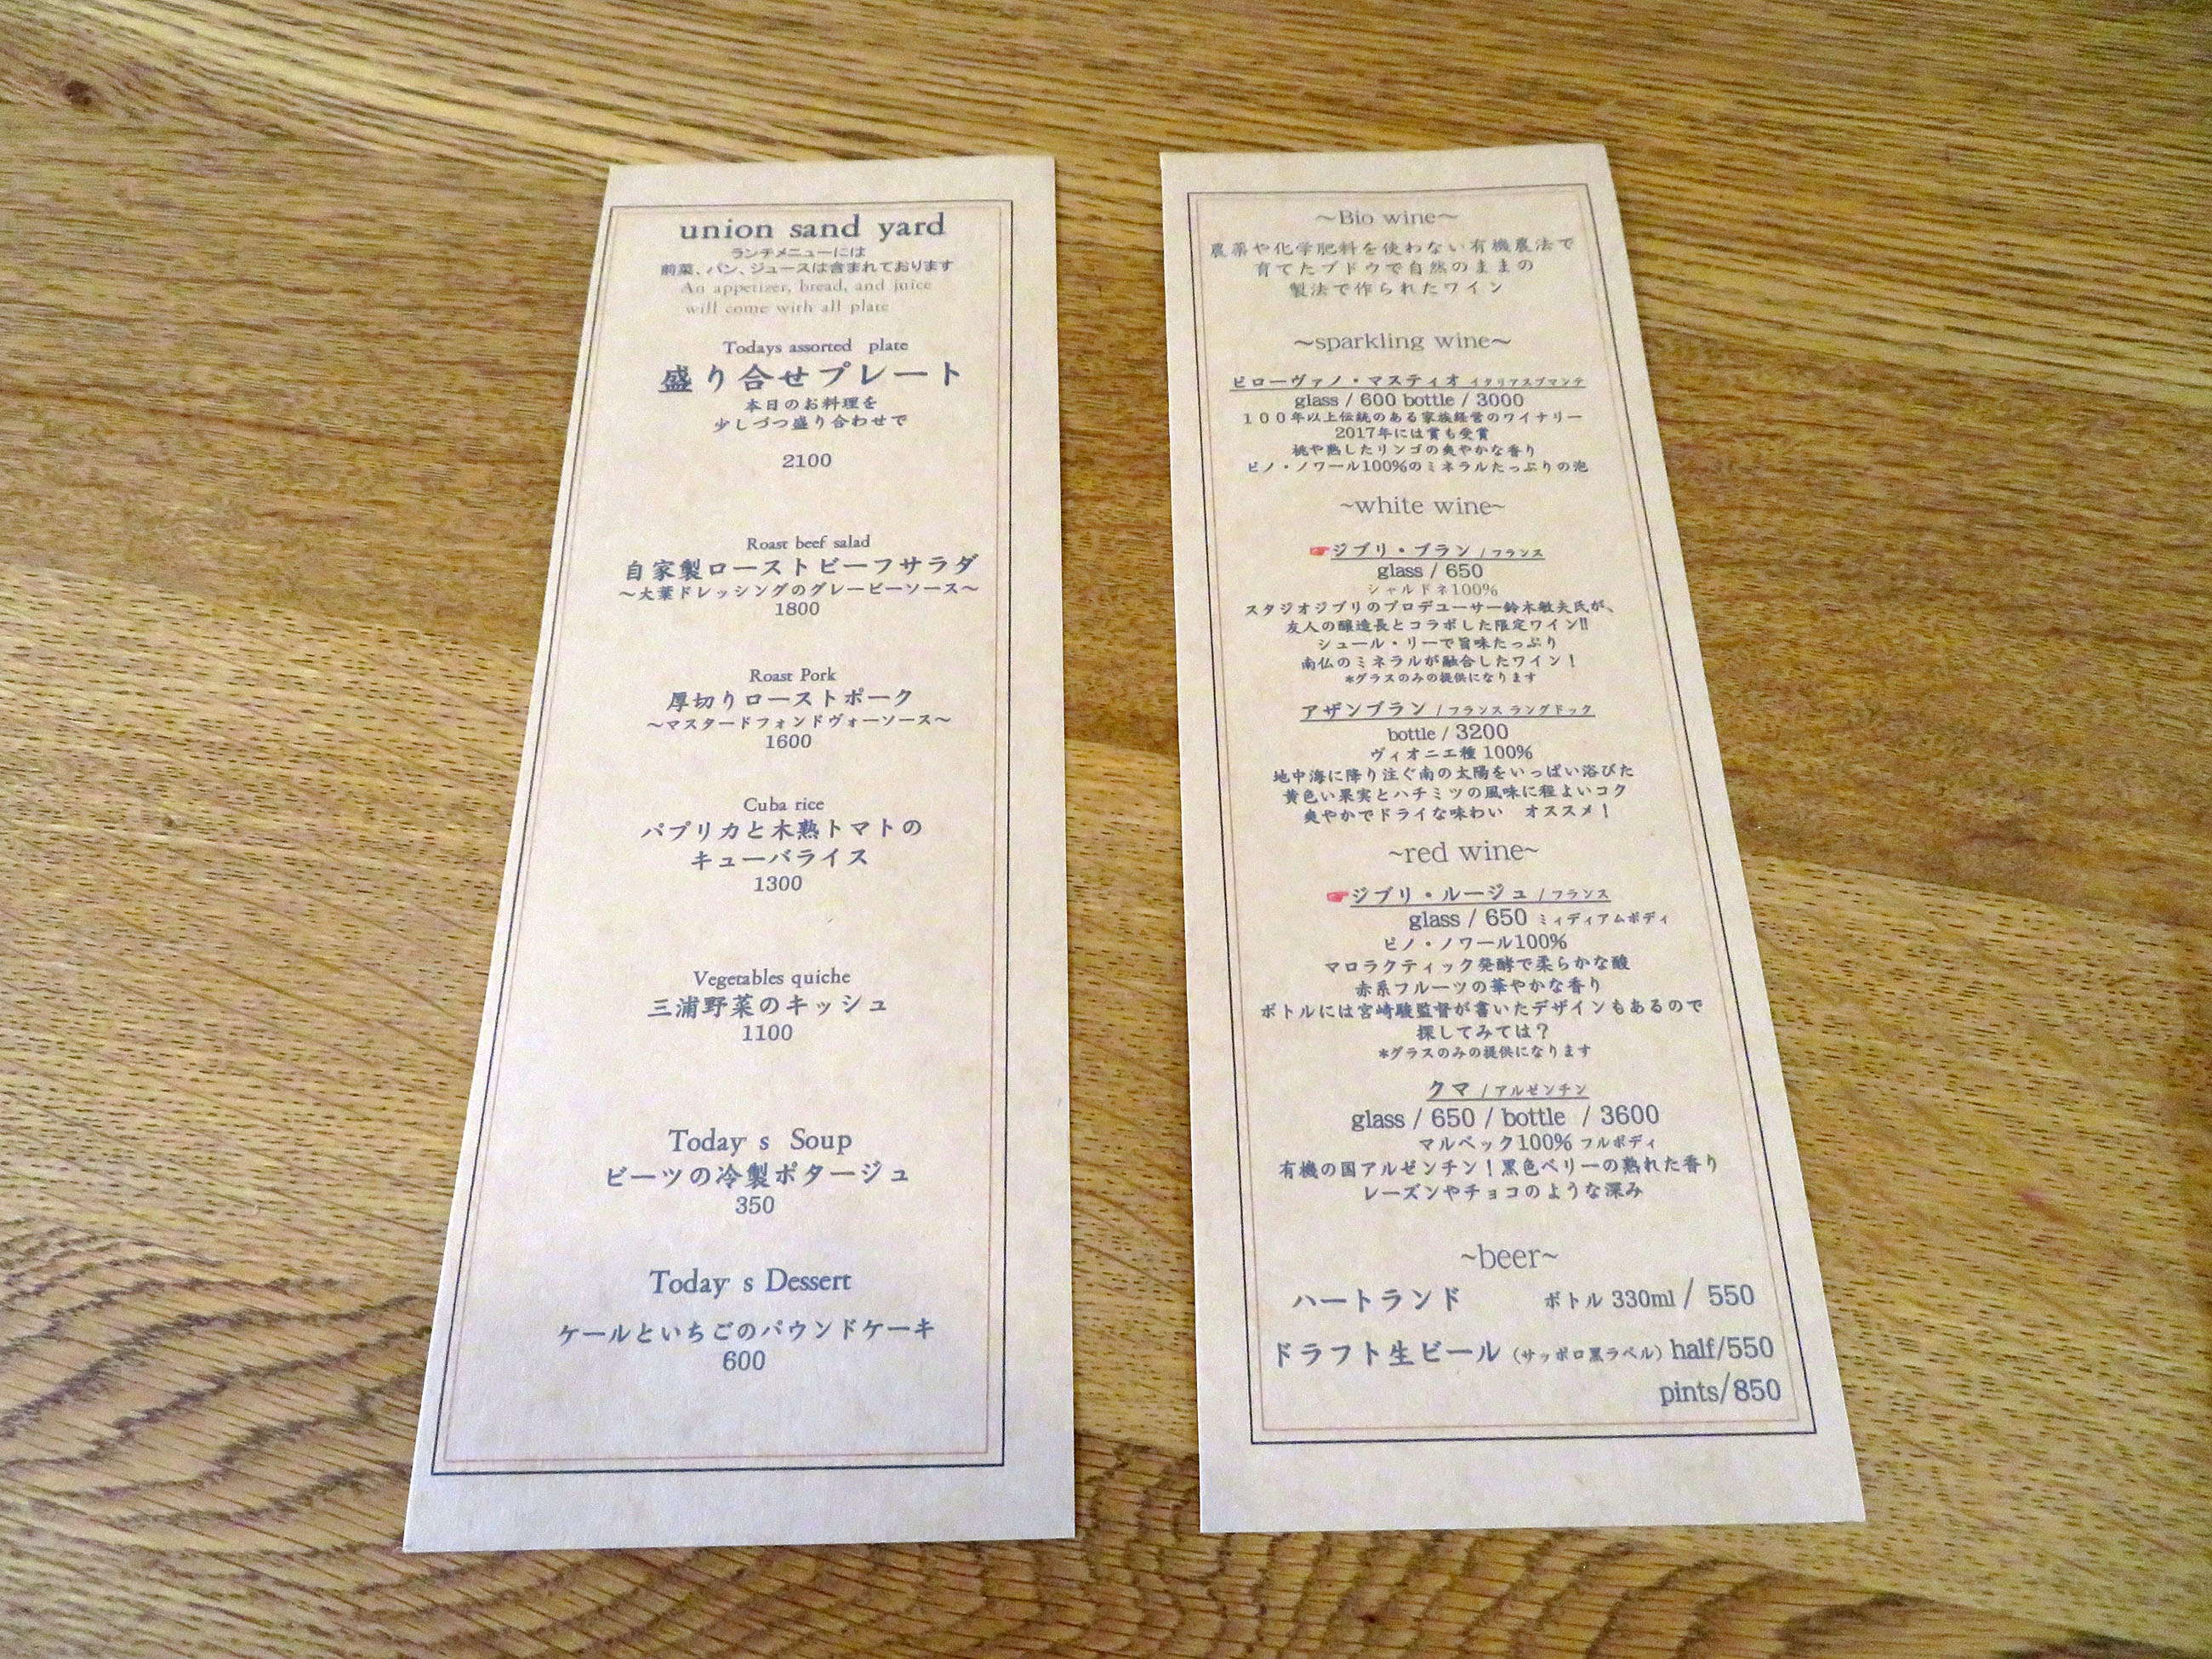 union sand yard
ランチメニューには
前菜、パン、ジュースは含まれております
An appetizer, bread, and juice
will come wirh all plate
Todays assorted plate
盛り合せプレート
本日のお料理を
少しづつ盛り合わせで
2100
Roast beef salad
自家製ローストビーフサラダ
～大葉ドレッシングのグレービーソース～
1800
Roast Pork
厚切りローストポーク
～マスタードフォンドヴォーソース～
1600
Cuba rice
パプリカと木熟トマトの
キューバライス
1300
Vegetables quiche
三浦野菜のキッシュ
1100
Today s Soup
ビーツの冷製ポタージュ
350
Today s Dessert
ケールといちごのパウンドケーキ
600
～Bio wine～
農薬や化学肥料を使わない有機農法で
育てたブドウで自然のままの
製法で作られたワイン
～sparkling wine～
ピローヴァノ・マスティオ イタリアスプマンテ
glass / 600 bottle / 3000
１００年以上伝統のある家族経営のワイナリー
2017年には賞も受賞
桃や熟したリンゴの爽やかな香り
ピノ・ノワール100%のミネラルたっぷりの泡
~white wine~
ジブリ・ブラン / フランス
glass / 650
シャルドネ100%
スタジオジブリのプロデューサー鈴木敏夫氏が、
友人の醸造長とコラボした限定ワイン!!
シュール・リーで旨味たっぷり
南仏のミネラルが融合したワイン！
*グラスのみの提供になります
アザンブラン / フランス ラングドック
bottle / 3200
ヴィオニエ種 100%
地中海に降り注ぐ南の太陽をいっぱい浴びた
黄色い果実とハチミツの風味に程よいコク
爽やかでドライな味わい　オススメ！
~red wine~
ジブリ・ルージュ / フランス
glass / 650 ミィディアムボディ
ピノ・ノワール100%
マロラクティック発酵で柔らかな酸
赤系フルーツの華やかな香り
ボトルには宮崎駿監督が書いたデザインもあるので
探してみては？
*グラスのみの提供になります
クマ / アルゼンチン
glass / 650 / bottle / 3600
マルベック100% フルボディ
有機の国アルゼンチン！黒色ベリーの熟れた香り
レーズンやチョコのような深み
~beer~
ハートランド ボトル 330ml / 550
ドラフト生ビール（サッポロ黒ラベル）half/550
pints/850